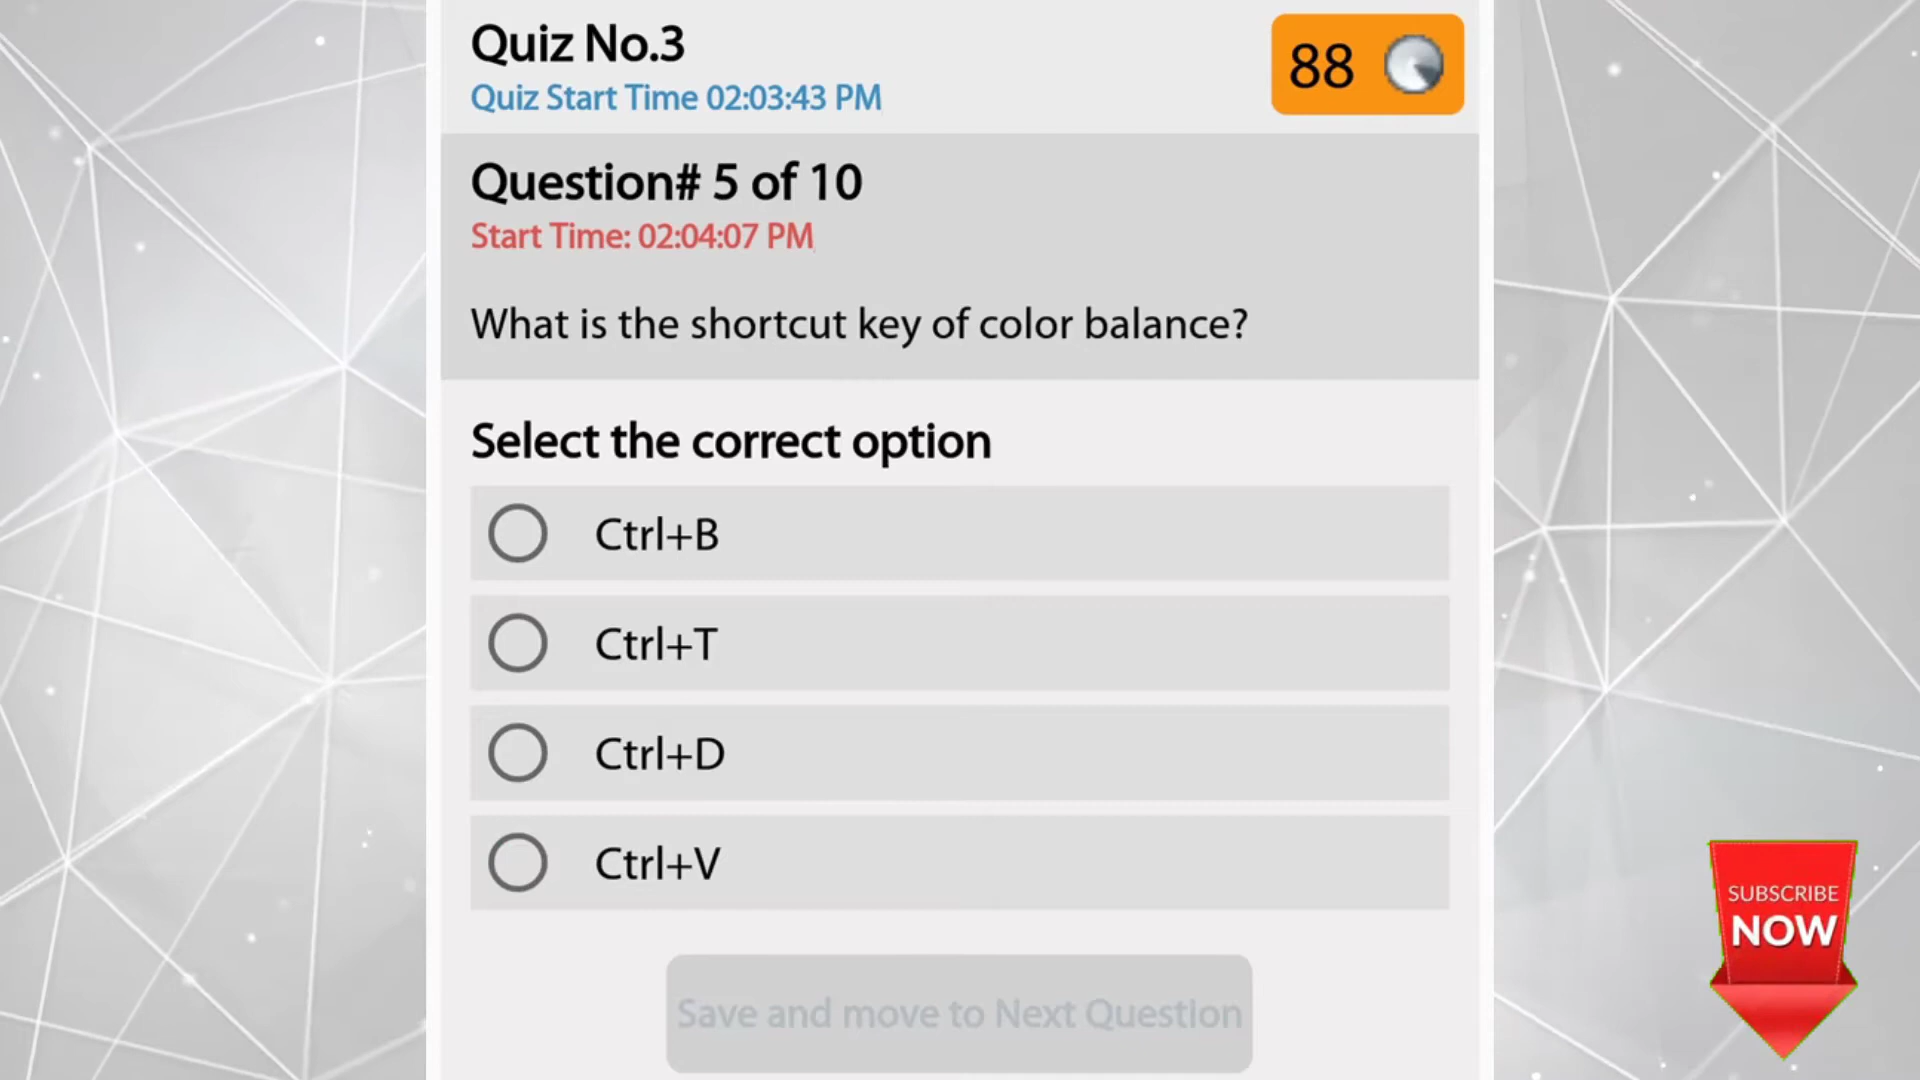 Quiz No.3
88
Quiz Start Time 02:03:43 PM
Question# 5 of 10
Start Time: 02:04:07 PM
What is the shortcut key of color balance?
Select the correct option
Ctrl+B
Ctrl+T
Ctrl+D
Ctrl+V
Save and move to Next Question
SUBSCRIBE
NOW